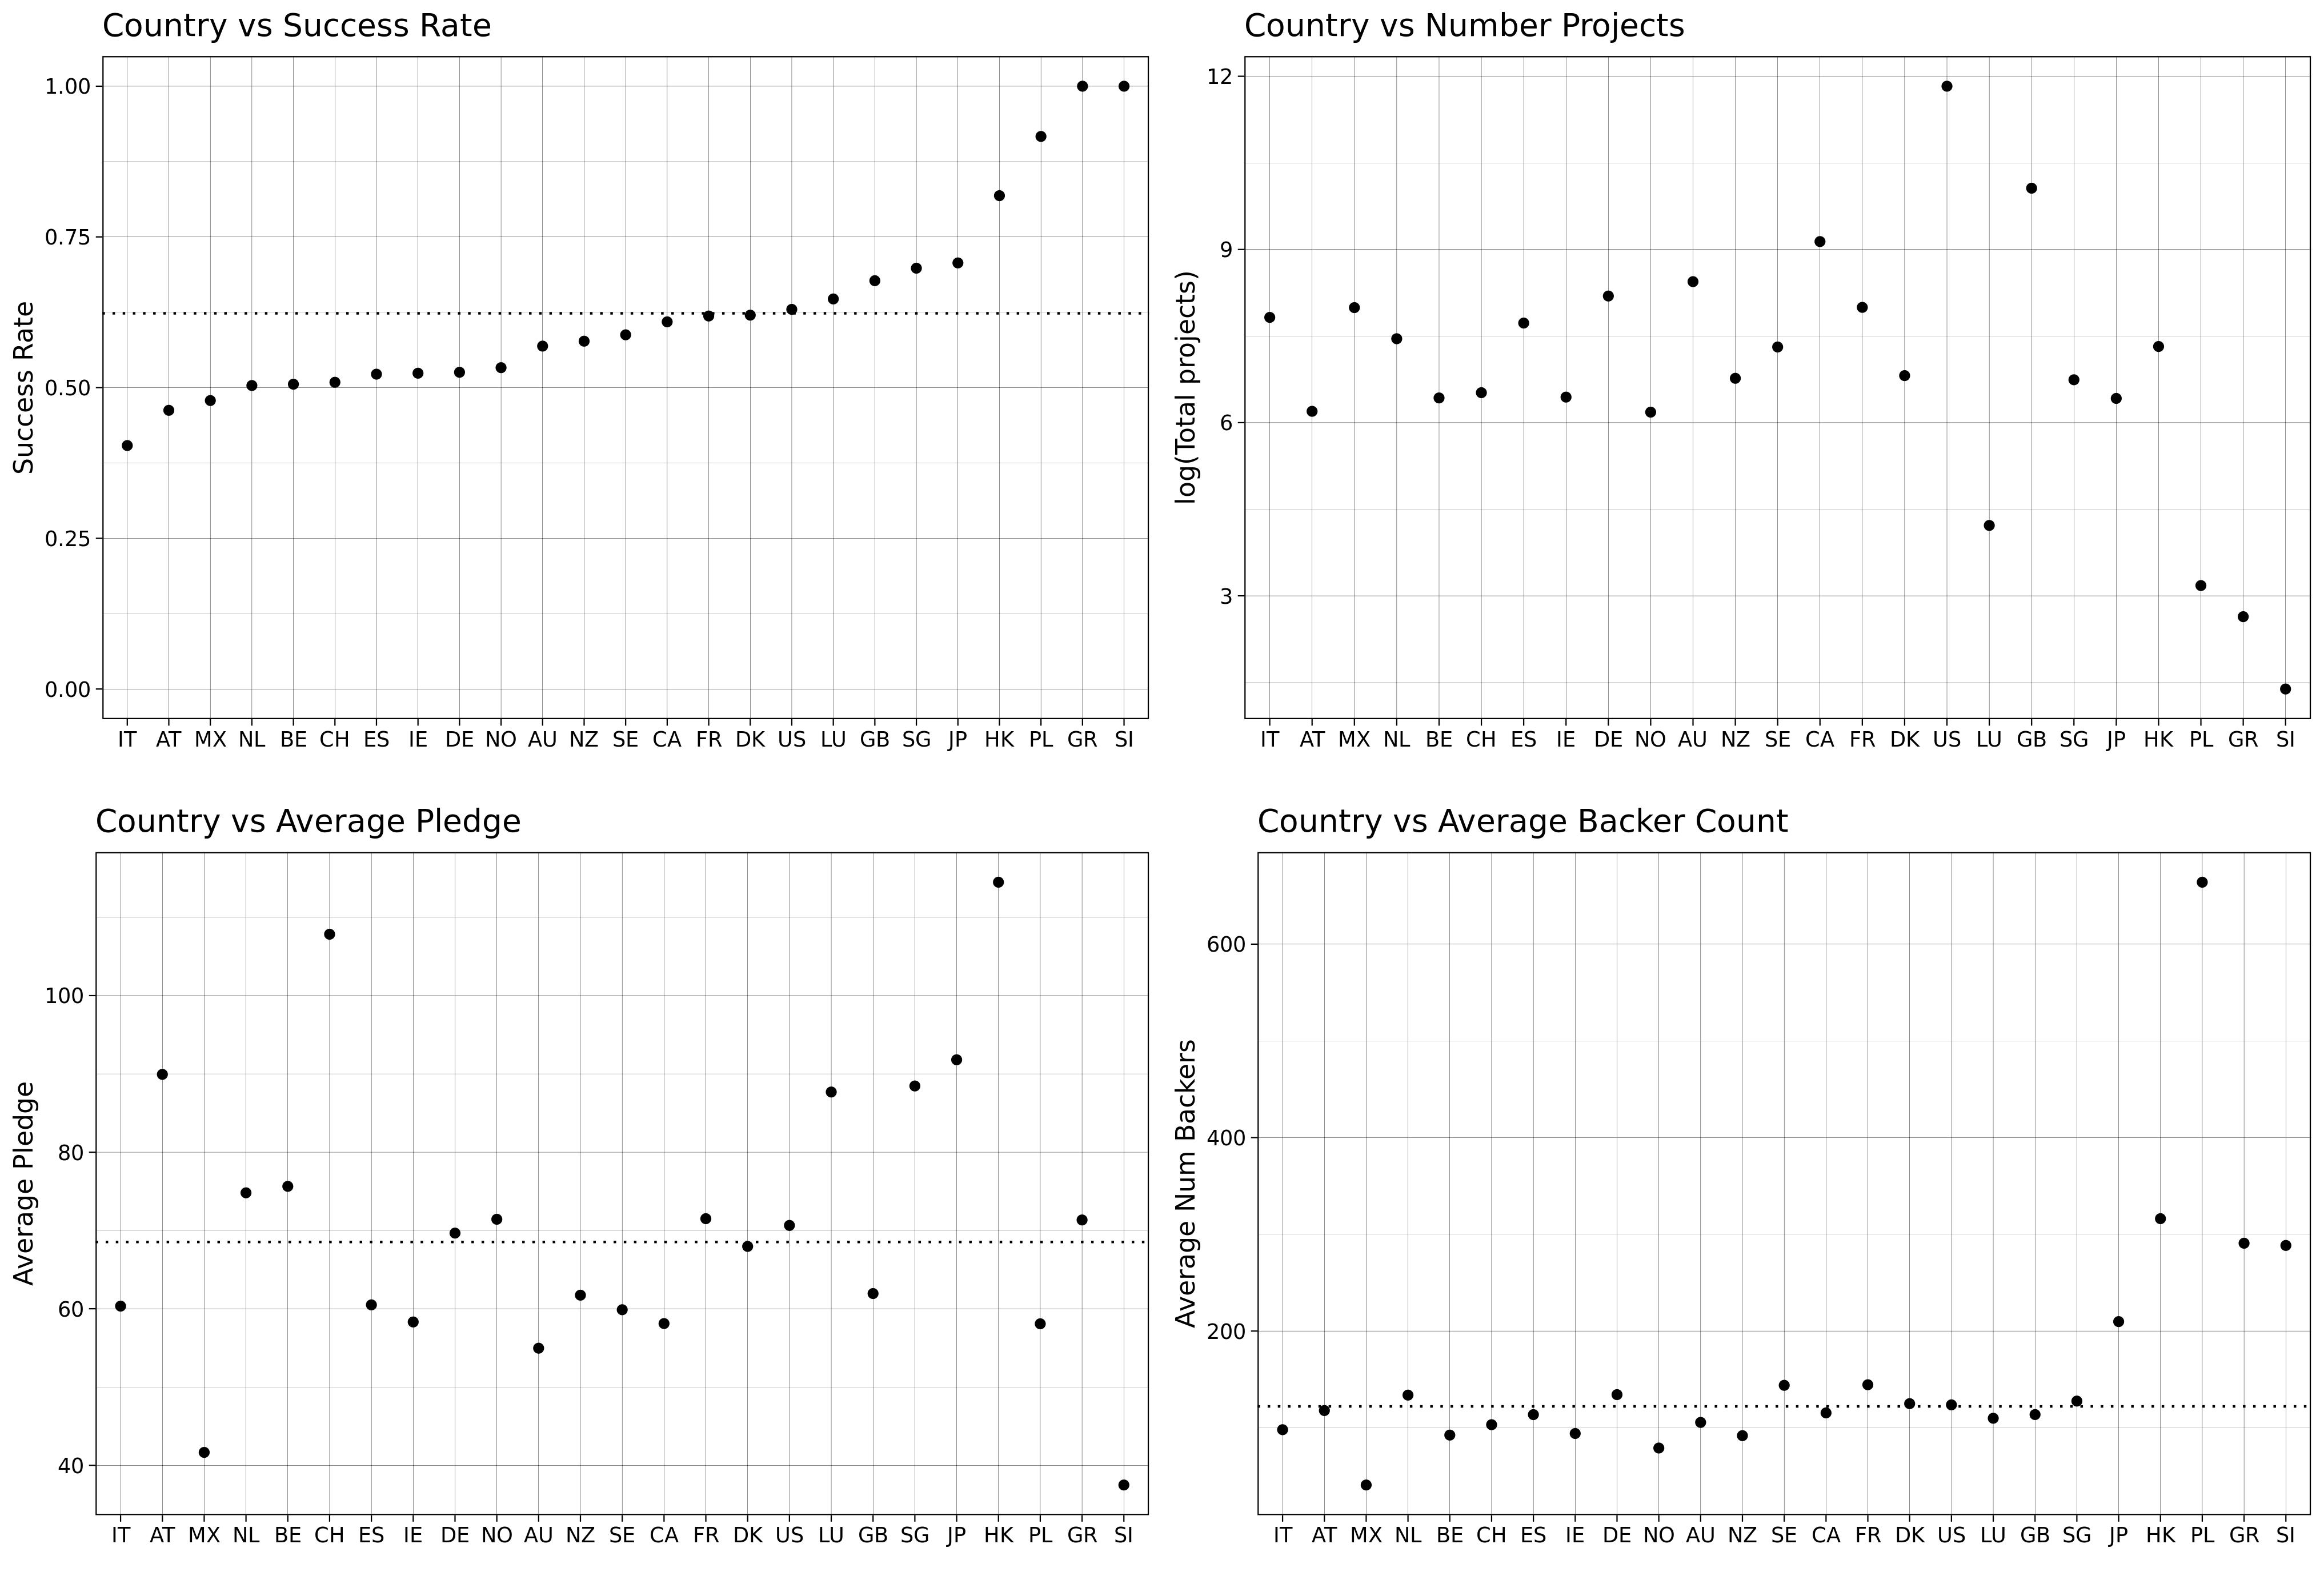 Country vs Success Rate
Success Rate
1.00
0.75
0.50
0.25
0.00
IT AT MX NL BE CH ES IE DE NO AU NZ SE CA FR DK US LU GB SG JP HK PL GR SI
Country vs Number Projects
log(Total projects)
12
9
6
3
IT AT MX NL BE CH ES IE DE NO AU NZ SE CA FR DK US LU GB SG JP HK PL GR SI
Country vs Average Pledge
Average Pledge
100
80
60
40
IT AT MX NL BE CH ES IE DE NO AU NZ SE CA FR DK US LU GB SG JP HK PL GR SI
Country vs Average Backer Count
Average Num Backers
600
400
200
IT AT MX NL BE CH ES IE DE NO AU NZ SE CA FR DK US LU GB SG JP HK PL GR SI